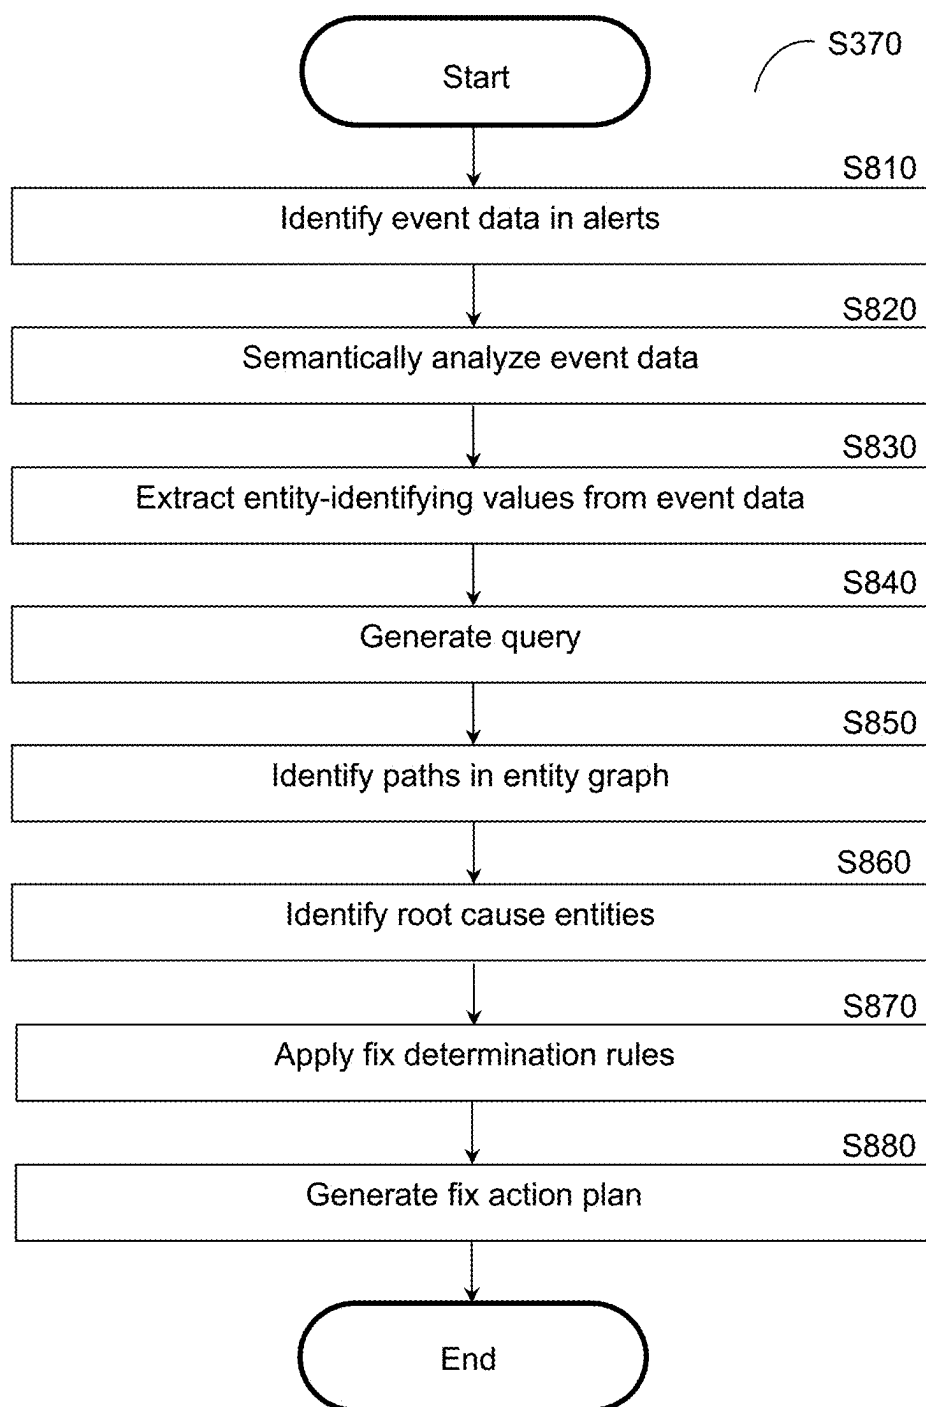 Start
S370
S810
Identify event data in alerts
S820
Semantically analyze event data
S830
Extract entity-identifying values from event data
S840
Generate query
S850
Identify paths in entity graph
S860
Identify root cause entities
S870
Apply fix determination rules
S880
Generate fix action plan
End